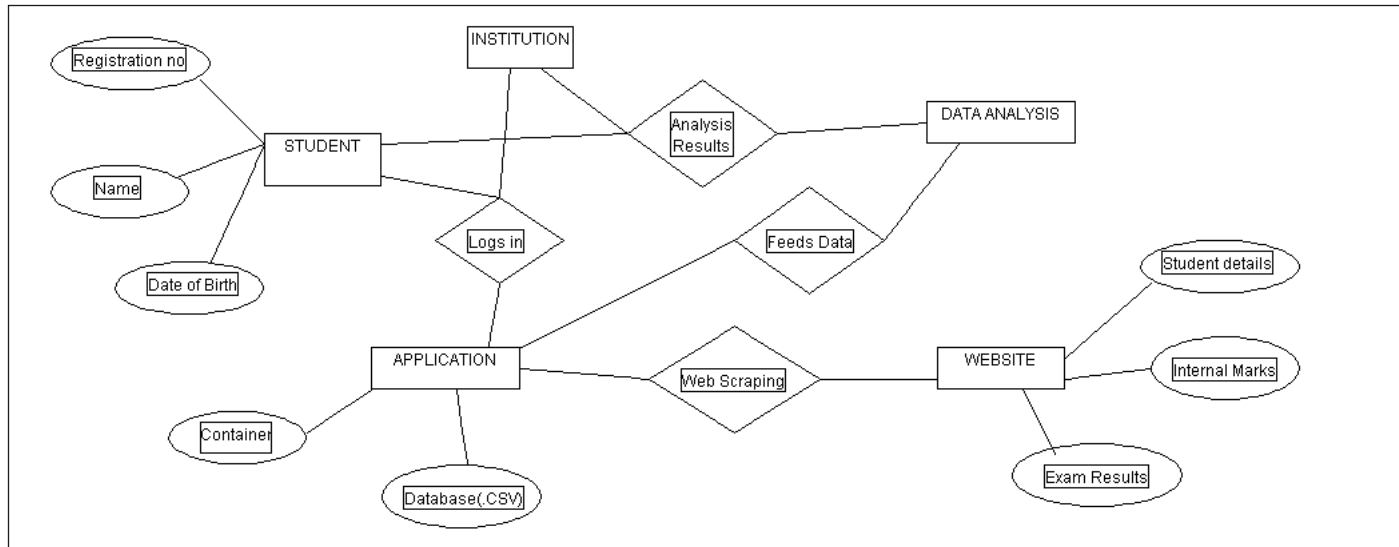 INSTITUTION
Registration no
Analysis
Results
DATA ANALYSIS
STUDENT
Name
Logs in
Feeds Data
Date of Birth
Student details
APPLICATION
Web Scraping
WEBSITE
Internal Marks
Container
Database(.CSV)
Exam Results